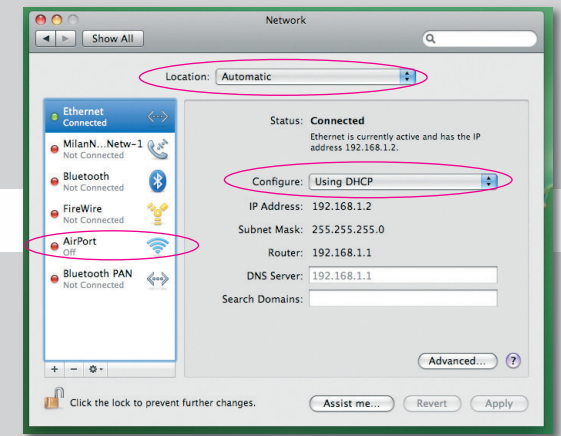 Network
Show All
Location: Automatic
Ethernet
Connected
MilanN...Netw-1
Not Connected
Bluetooth
Not Connected
FireWire
Not Connected
AirPort
Off
Bluetooth PAN
Not Connected
Status: Connected
Ethernet is currently active and has the IP
address 192.168.1.2.
Configure: Using DHCP
IP Address: 192.168.1.2
Subnet Mask: 255.255.255.0
Router: 192.168.1.1
DNS Server: 192.168.1.1
Search Domains:
Advanced... ?
Click the lock to prevent further changes.
Assist me... Revert Apply